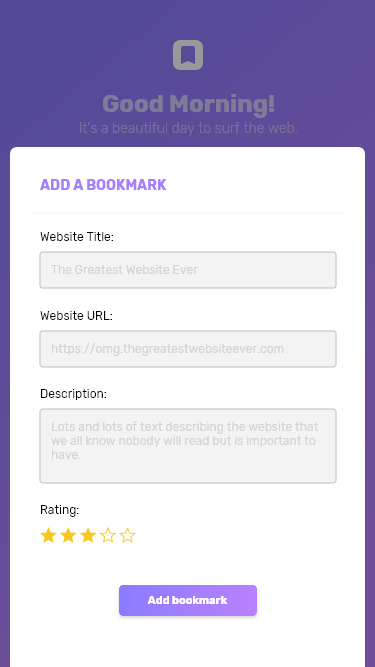 Good Morning!
It's a beautiful day to surf the web.
ADD A BOOKMARK
Website Title:
The Greatest Website Ever
Website URL:
https://omg.thegreatestwebsiteever.com
Description:
Lots and lots of text describing the website that
we all know nobody will read but is important to
have.
Rating:
Add bookmark